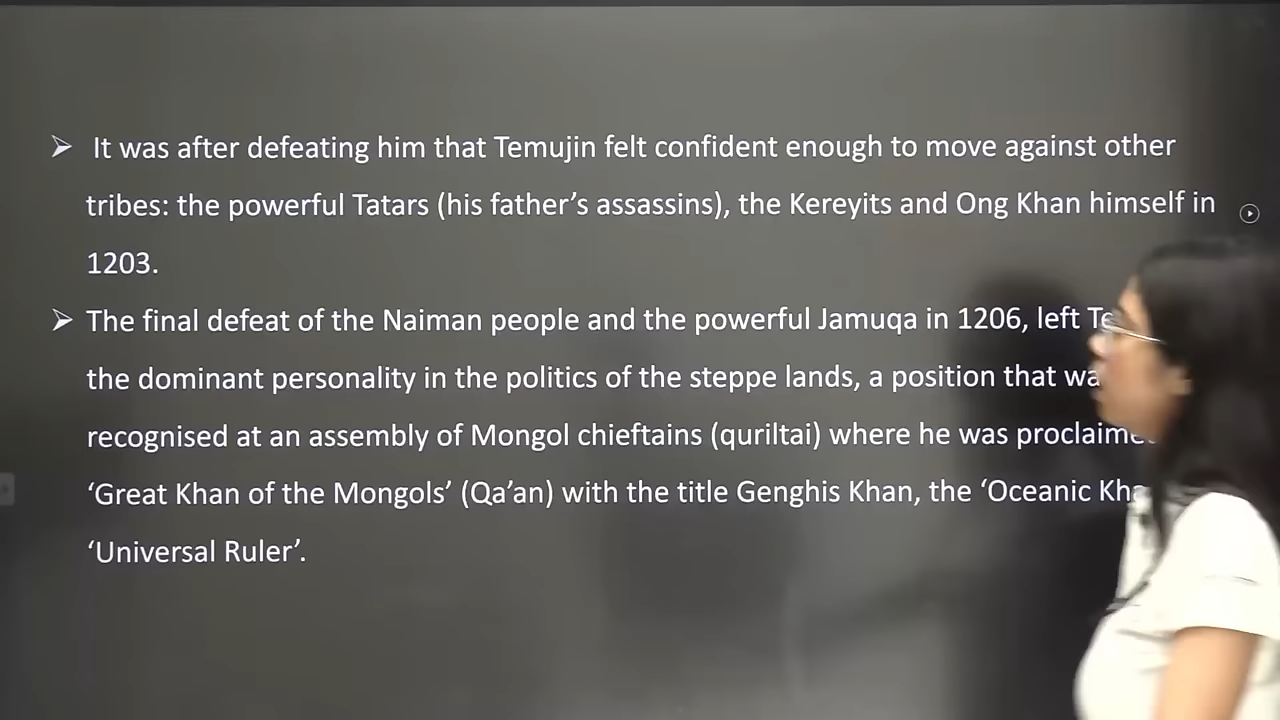 ➢ It was after defeating him that Temujin felt confident enough to move against other
tribes: the powerful Tatars (his father’s assassins), the Kereyits and Ong Khan himself in
1203.
➢ The final defeat of the Naiman people and the powerful Jamuqa in 1206, left
the dominant personality in the politics of the steppe lands, a position that
recognised at an assembly of Mongol chieftains (quriltai) where he was
‘Great Khan of the Mongols’ (Qa’an) with the title Genghis Khan, the ‘Oceanic
‘Universal Ruler’.